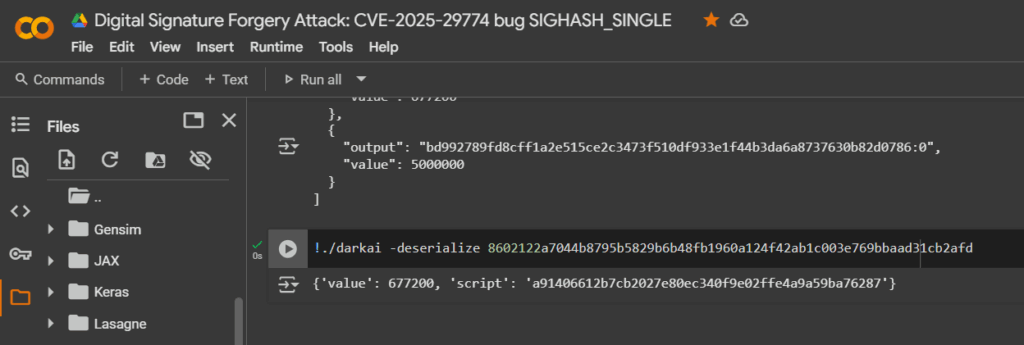 Digital Signature Forgery Attack: CVE-2025-29774 bug SIGHASH_SINGLE
File Edit View Insert Runtime Tools Help
Commands + Code + Text Run all
Files
..
Gensim
JAX
Keras
Lasagne
"value": 677200
},
{
"output": "bd992789fd8cff1a2e515ce2c3473f510df933e1f44b3da6a8737630b82d0786:0",
"value": 5000000
}
]
0s
!./darkai -deserialize 8602122a7044b8795b5829b6b48fb1960a124f42ab1c003e769bbaad31cb2afd
{'value': 677200, 'script': 'a91406612b7cb2027e80ec340f9e02ffe4a9a59ba76287'}